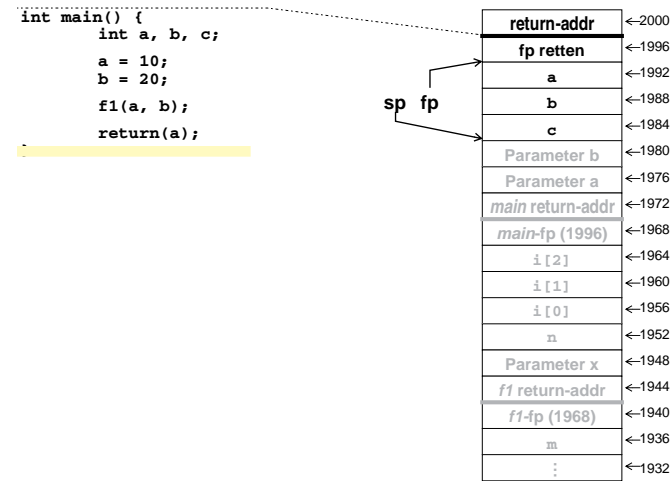 int main() {
int a, b, c;
a = 10;
b = 20;
f1(a, b);
return(a);
sp fp
return-addr ←2000
fp retten ←1996
a ←1992
b ←1988
c ←1984
Parameter b ←1980
Parameter a ←1976
main return-addr ←1972
main-fp (1996) ←1968
i[2] ←1964
i[1] ←1960
i[0] ←1956
n ←1952
Parameter x ←1948
f1 return-addr ←1944
f1-fp (1968) ←1940
m ←1936
⋮ ←1932